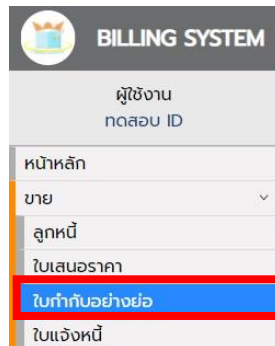 BILLING SYSTEM
ผู้ใช้งาน
ทดสอบ ID
หน้าหลัก
ขาย
ลูกหนี้
ใบเสนอราคา
ใบกำกับอย่างย่อ
ใบแจ้งหนี้